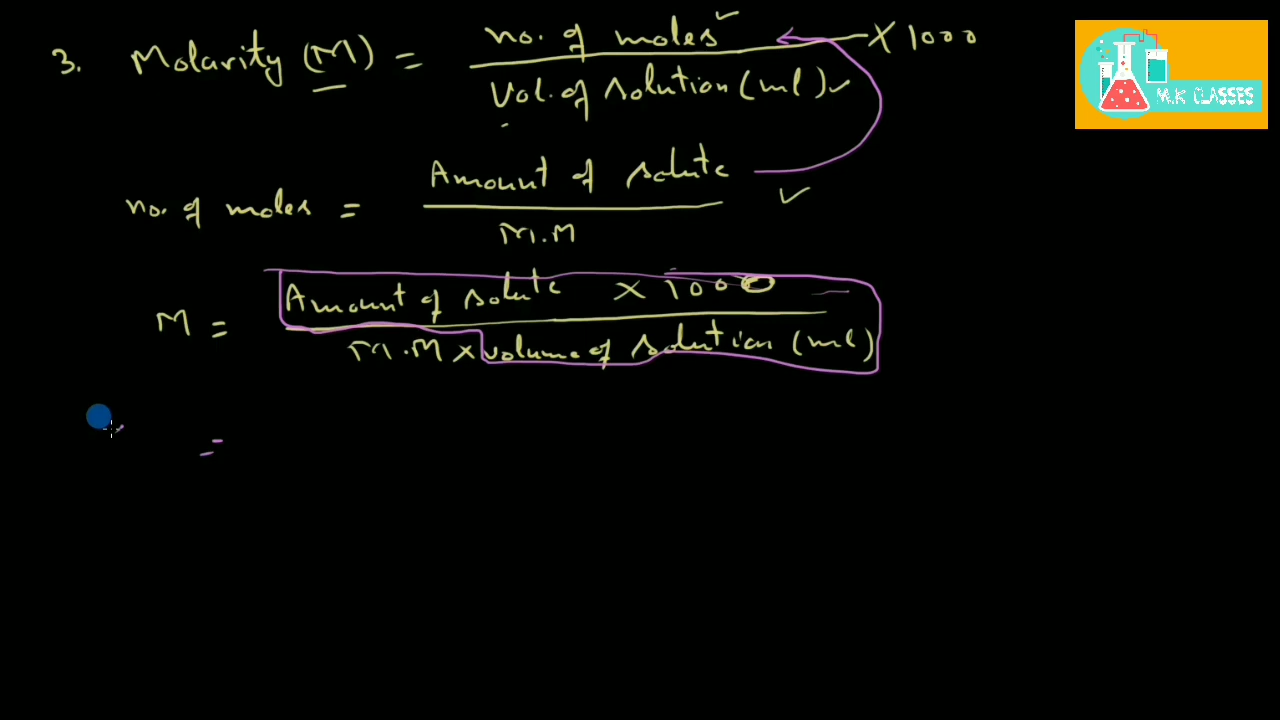 3. Molarity (M) = no. of moles / Vol. of solution (ml) X 1000
no. of moles = Amount of solute / M.M
M = Amount of solute X 1000 / M.M x volume of solution (ml)
=
M.K CLASSES